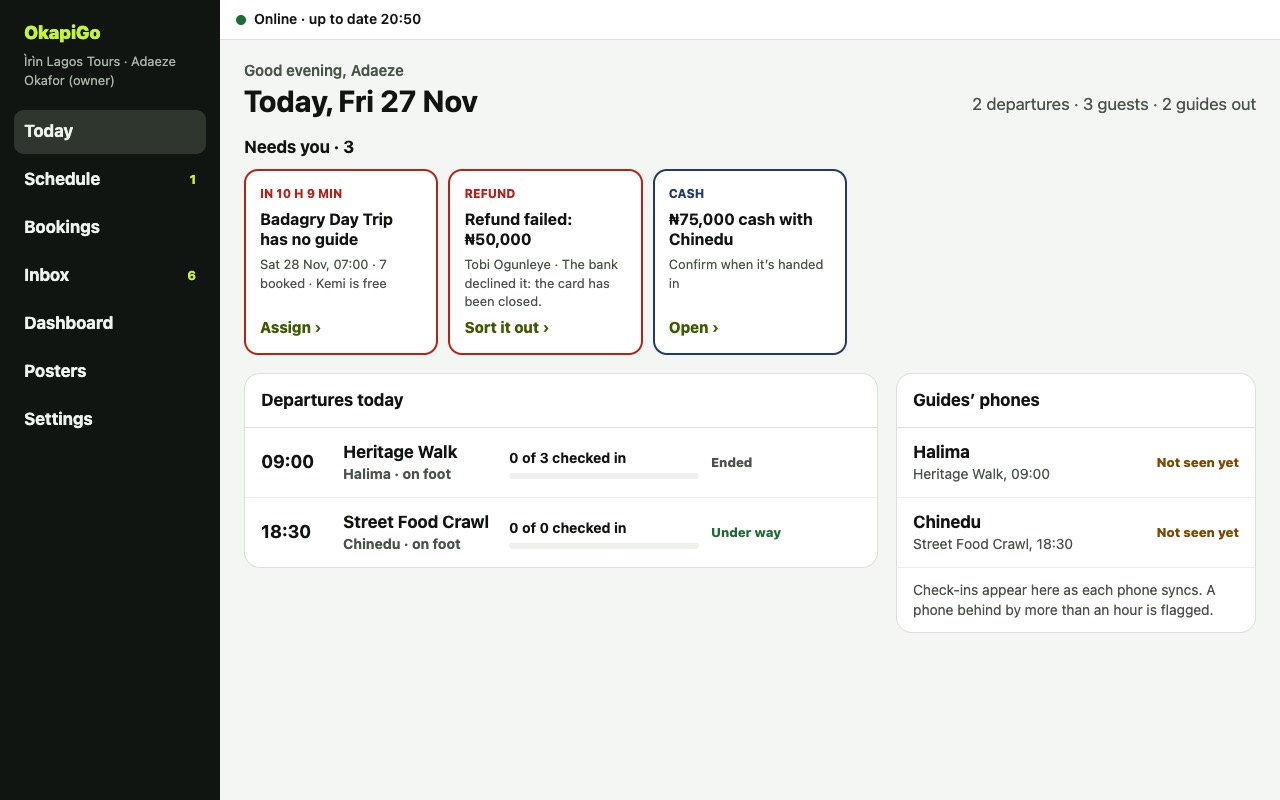 OkapiGo
Ìrìn Lagos Tours · Adaeze
Okafor (owner)
Today
Schedule 1
Bookings
Inbox 6
Dashboard
Posters
Settings
Online · up to date 20:50
Good evening, Adaeze
Today, Fri 27 Nov
2 departures · 3 guests · 2 guides out
Needs you · 3
IN 10 H 9 MIN
Badagry Day Trip
has no guide
Sat 28 Nov, 07:00 · 7
booked · Kemi is free
Assign ›
REFUND
Refund failed:
₦50,000
Tobi Ogunleye · The bank
declined it: the card has
been closed.
Sort it out ›
CASH
₦75,000 cash with
Chinedu
Confirm when it’s handed
in
Open ›
Departures today
09:00
Heritage Walk
Halima · on foot
0 of 3 checked in
Ended
18:30
Street Food Crawl
Chinedu · on foot
0 of 0 checked in
Under way
Guides’ phones
Halima
Heritage Walk, 09:00
Not seen yet
Chinedu
Street Food Crawl, 18:30
Not seen yet
Check-ins appear here as each phone syncs. A
phone behind by more than an hour is flagged.